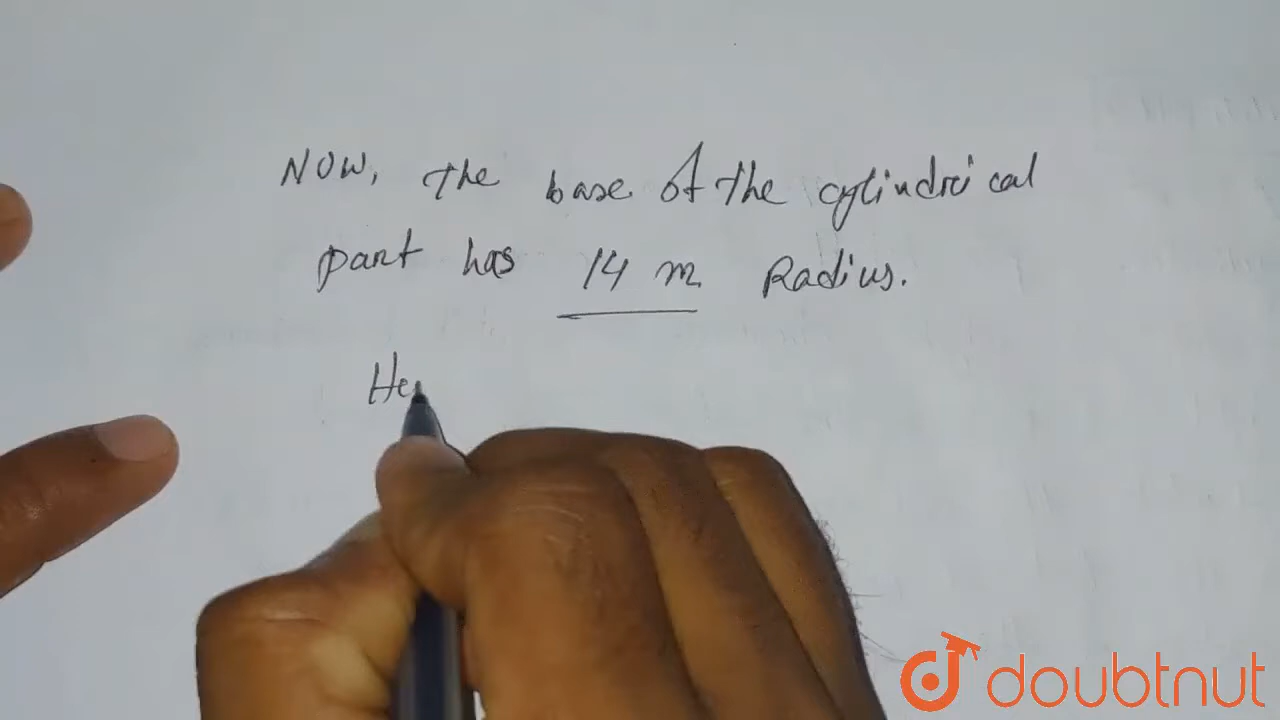 Now, the base of the cylindrical
part has 14 m Radius.
He
doubtnut